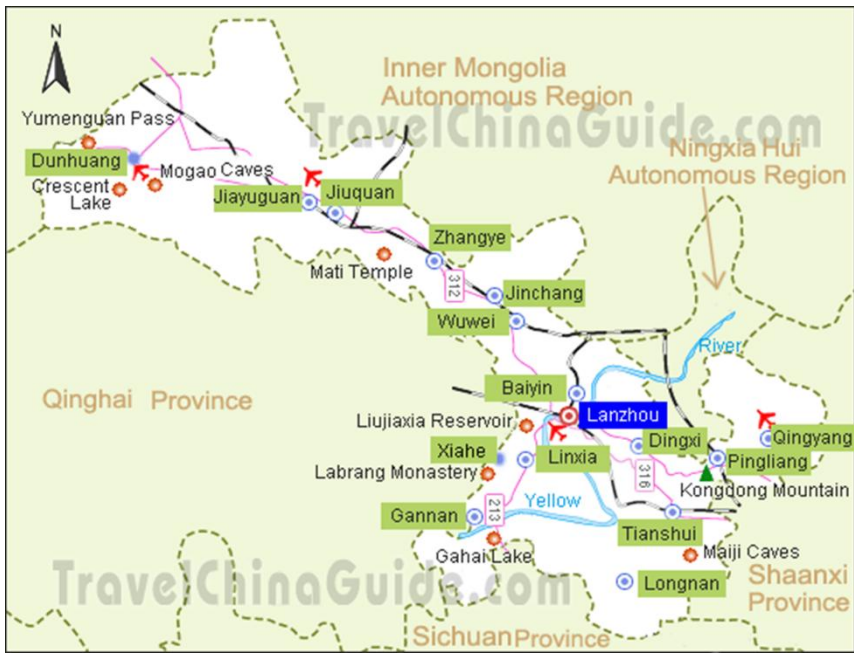 N
Inner Mongolia
Autonomous Region
TravelChinaGuide.com
Yumenguan Pass
Ningxia Hui
Autonomous Region
Dunhuang
Mogao Caves
Crescent
Lake
Jiayuguan
Jiuquan
Zhangye
Mati Temple
312
Jinchang
Wuwei
River
Qinghai Province
Baiyin
Liujiaxia Reservoir
Lanzhou
Xiahe
Linxia
Dingxi
Qingyang
Labrang Monastery
Pingliang
316
Kongdong Mountain
Yellow
213
Gannan
Tianshui
Gahai Lake
Maiji Caves
TravelChinaGuide.com
Longnan
Shaanxi
Province
Sichuan Province